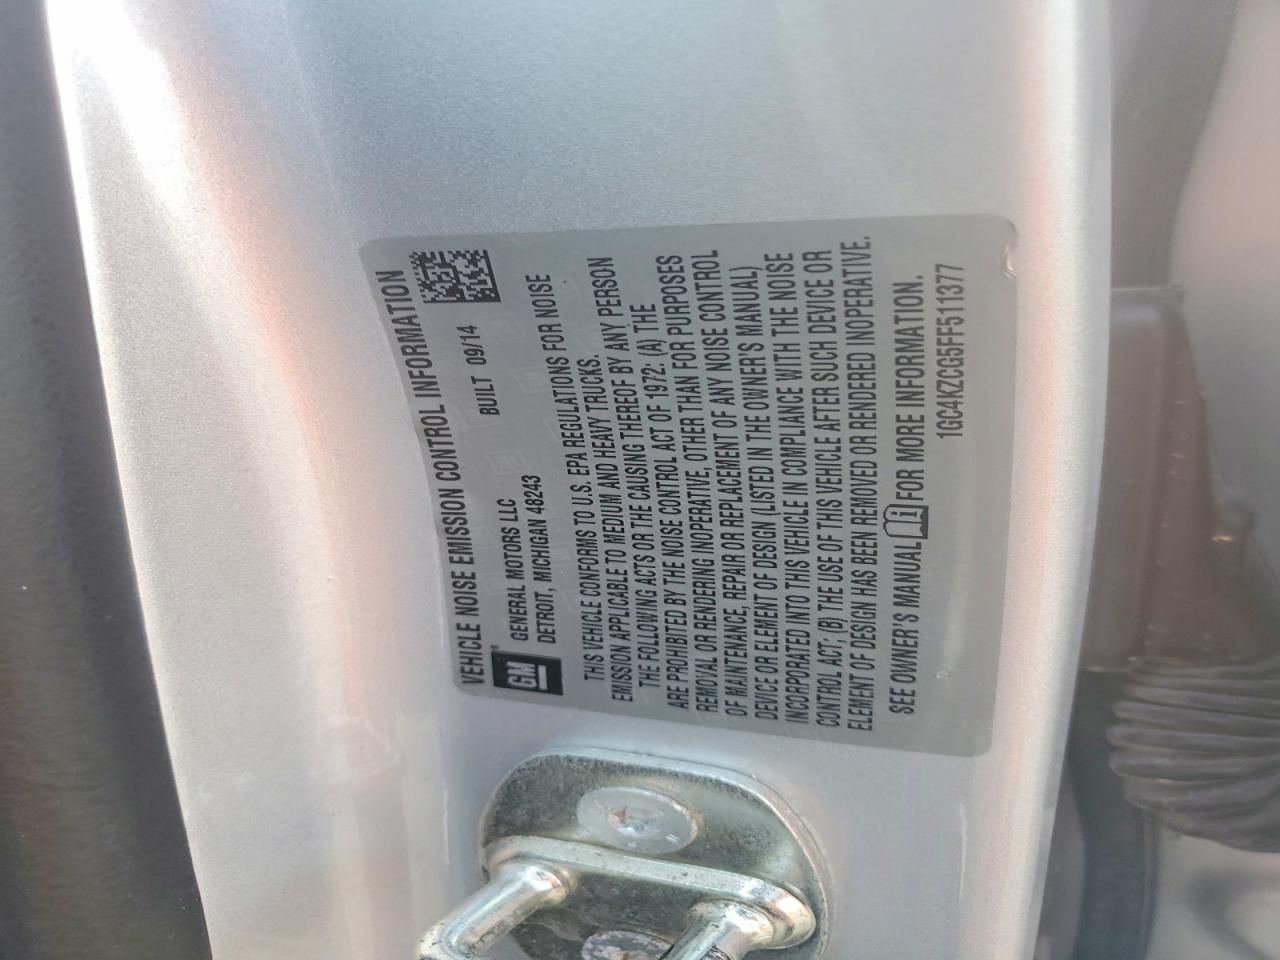 VEHICLE NOISE EMISSION CONTROL INFORMATION
GM
GENERAL MOTORS LLC
DETROIT, MICHIGAN 48243
BUILT 09/14
THIS VEHICLE CONFORMS TO U.S. EPA REGULATIONS FOR NOISE
EMISSION APPLICABLE TO MEDIUM AND HEAVY TRUCKS.
THE FOLLOWING ACTS OR THE CAUSING THEREOF BY ANY PERSON
ARE PROHIBITED BY THE NOISE CONTROL ACT OF 1972: (A) THE
REMOVAL OR RENDERING INOPERATIVE, OTHER THAN FOR PURPOSES
OF MAINTENANCE, REPAIR OR REPLACEMENT OF ANY NOISE CONTROL
DEVICE OR ELEMENT OF DESIGN (LISTED IN THE OWNER'S MANUAL)
INCORPORATED INTO THIS VEHICLE IN COMPLIANCE WITH THE NOISE
CONTROL ACT; (B) THE USE OF THIS VEHICLE AFTER SUCH DEVICE OR
ELEMENT OF DESIGN HAS BEEN REMOVED OR RENDERED INOPERATIVE.
SEE OWNER'S MANUAL i FOR MORE INFORMATION.
1GC4KZCG5FF511377